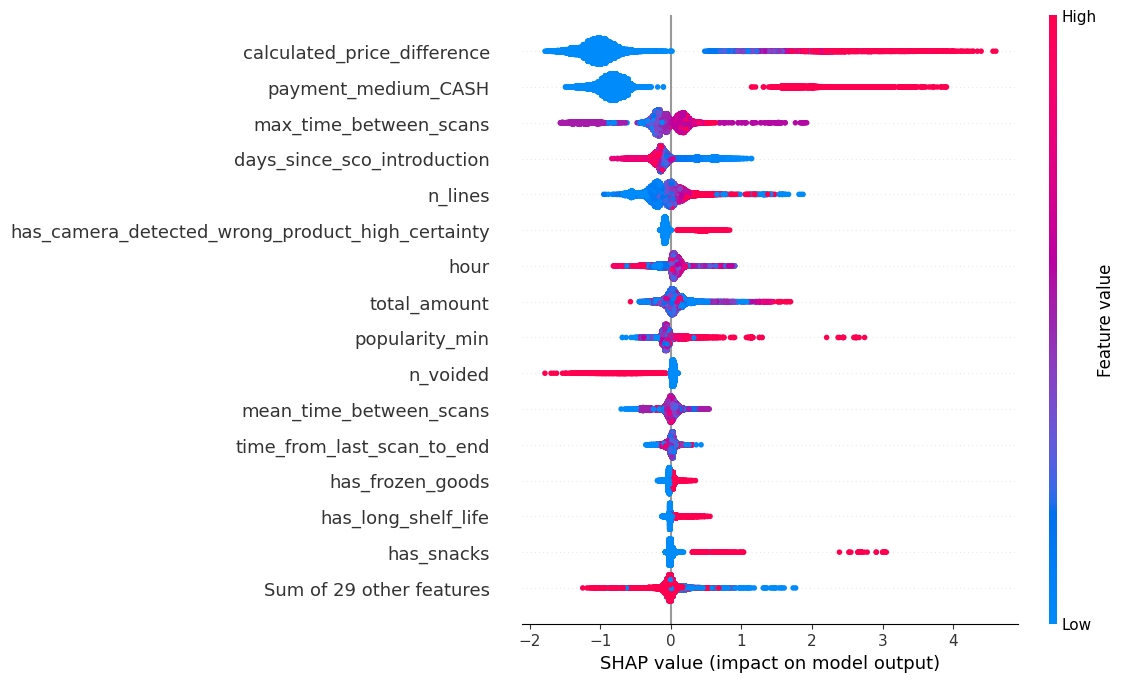 High
calculated_price_difference
payment_medium_CASH
max_time_between_scans
days_since_sco_introduction
n_lines
has_camera_detected_wrong_product_high_certainty
hour
total_amount
popularity_min
n_voided
mean_time_between_scans
time_from_last_scan_to_end
has_frozen_goods
has_long_shelf_life
has_snacks
Sum of 29 other features
Feature value
Low
−2 −1 0 1 2 3 4
SHAP value (impact on model output)